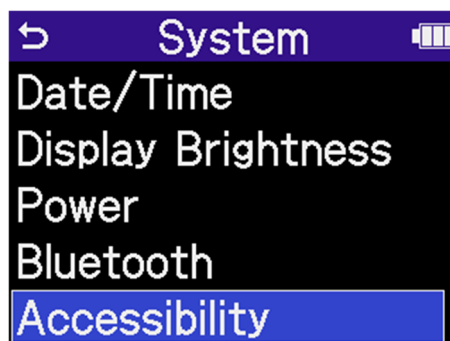 System
Date/Time
Display Brightness
Power
Bluetooth
Accessibility